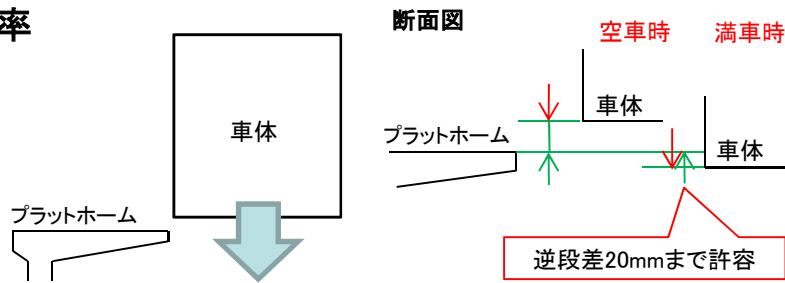 率
断面図
空車時
満車時
車体
車体
プラットホーム
車体
プラットホーム
逆段差20mmまで許容